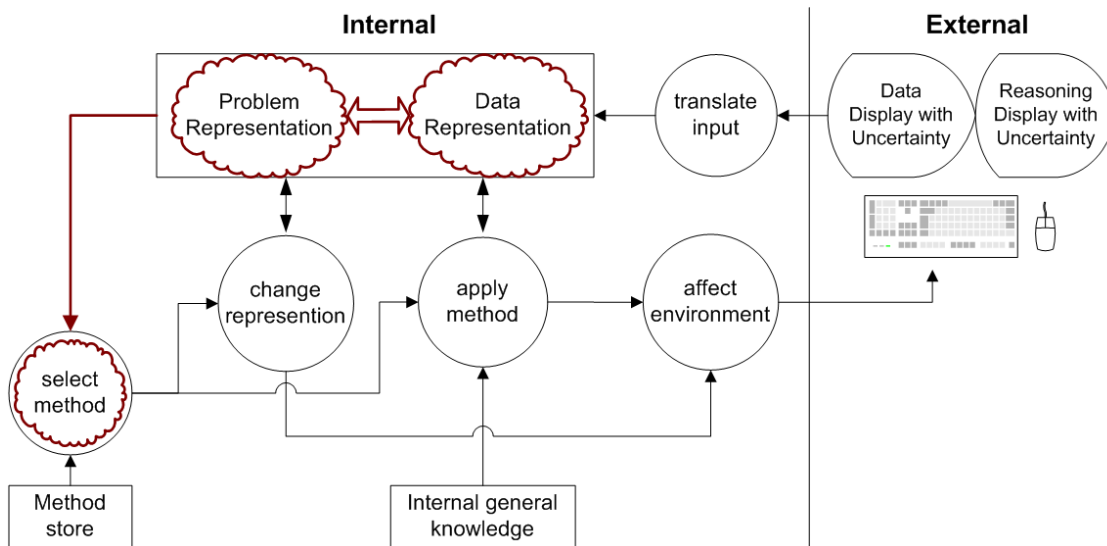 Internal
External
Problem
Representation
Data
Representation
translate
input
Data
Display with
Uncertainty
Reasoning
Display with
Uncertainty
change
represention
apply
method
affect
environment
select
method
Method
store
Internal general
knowledge